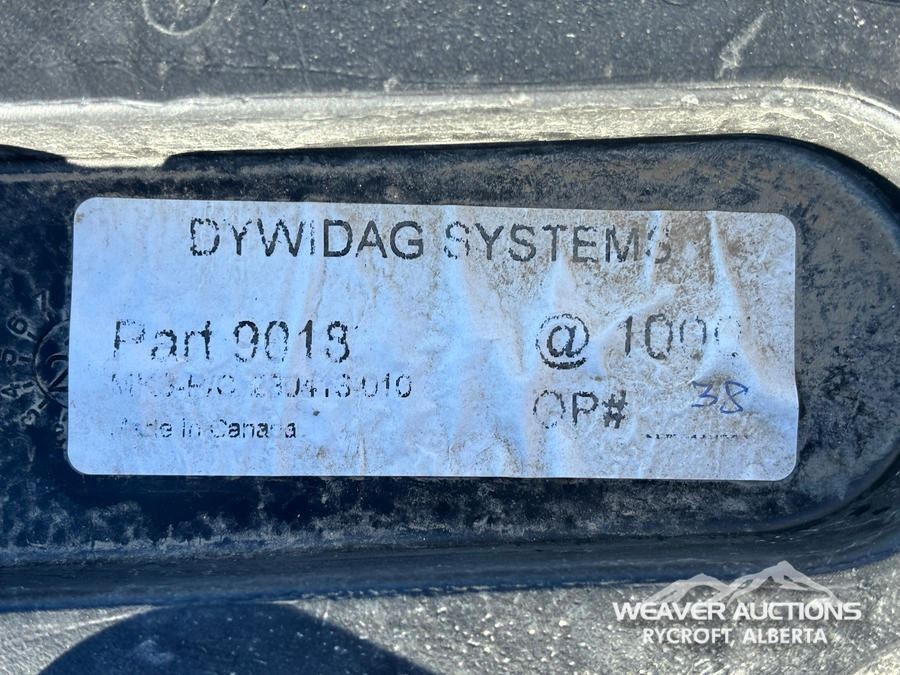 DYWIDAG SYSTEMS
Part 9018 @ 1000
OP# 38
Made in Canada
WEAVER AUCTIONS
RYCROFT, ALBERTA